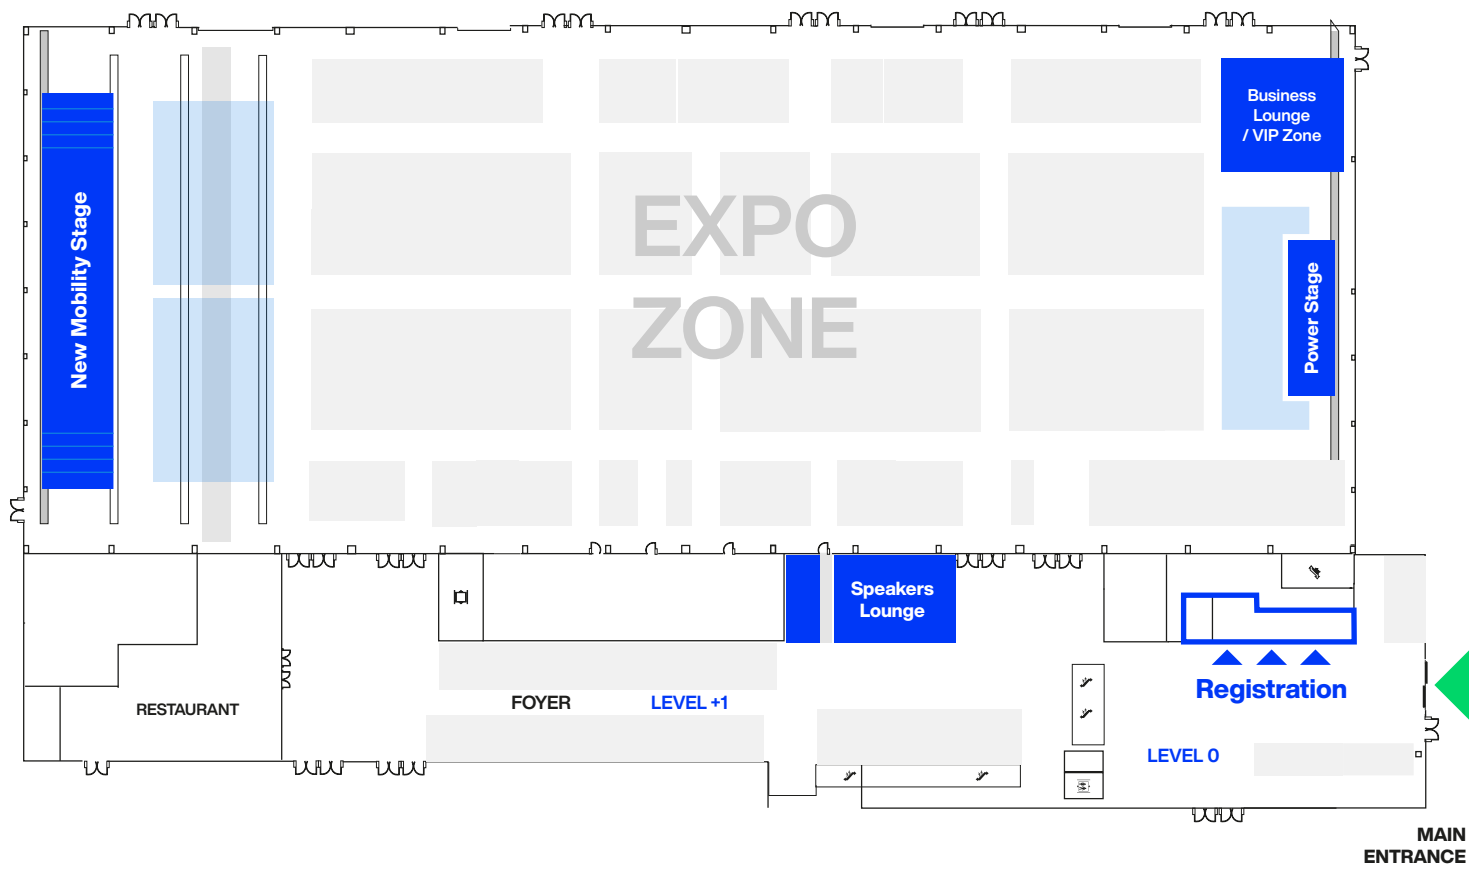 Business
Lounge
/ VIP Zone
New Mobility Stage
EXPO
ZONE
Power Stage
Speakers
Lounge
Registration
RESTAURANT
FOYER
LEVEL +1
LEVEL 0
MAIN
ENTRANCE